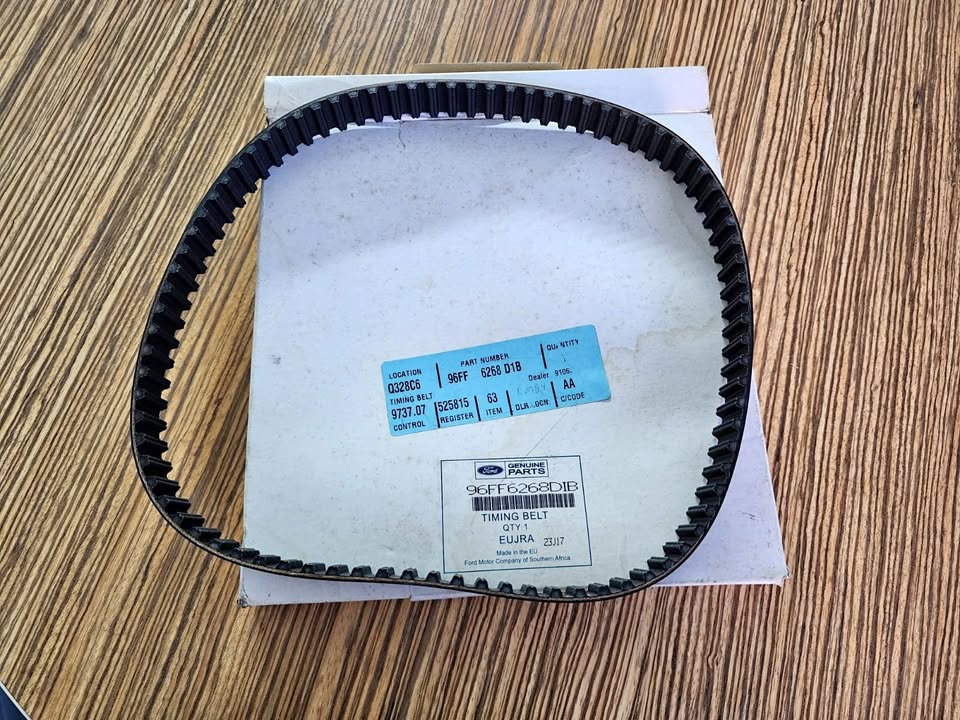 LOCATION PART NUMBER QUANTITY
Q328C6 96FF 6268 D1B
TIMING BELT Dealer
9737.07 525815 63 AA
CONTROL REGISTER ITEM C/CODE
Ford GENUINE
PARTS
96FF6268D1B
TIMING BELT
QTY:1
EUJRA 23J17
Made in the EU
Ford Motor Company of Southern Africa